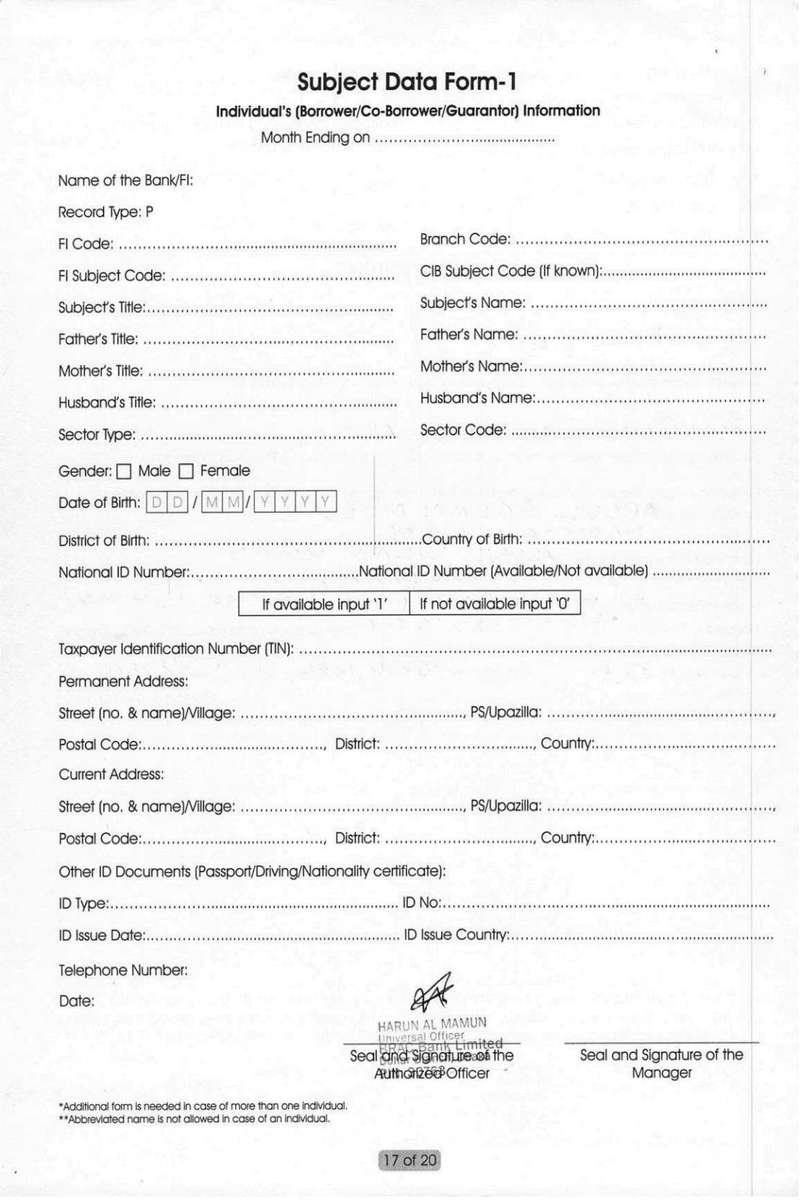 Subject Data Form-1
Individual's (Borrower/Co-Borrower/Guarantor) Information
Month Ending on ..........................................
Name of the Bank/FI:
Record Type: P
FI Code: .......................................................... Branch Code: .....................................................
FI Subject Code: ............................................... CIB Subject Code (If known):...................................
Subject's Title:.................................................... Subject's Name: ..................................................
Father's Title: ..................................................... Father's Name: ...................................................
Mother's Title: .................................................... Mother's Name:...................................................
Husband's Title: ................................................. Husband's Name:................................................
Sector Type: ...................................................... Sector Code: ......................................................
Gender: ☐ Male ☐ Female
Date of Birth: D D / M M / Y Y Y Y
District of Birth: ........................................................Country of Birth: ...................................................
National ID Number:...................................National ID Number (Available/Not available) .........................
If available input '1' If not available input '0'
Taxpayer Identification Number (TIN): ....................................................................................................
Permanent Address:
Street (no. & name)/Village: ..............................................., PS/Upazilla: ................................................,
Postal Code:......................................, District: ..............................., Country:......................................
Current Address:
Street (no. & name)/Village: ..............................................., PS/Upazilla: ................................................,
Postal Code:......................................, District: ..............................., Country:......................................
Other ID Documents (Passport/Driving/Nationality certificate):
ID Type:............................................................. ID No:.....................................................................
ID Issue Date:..................................................... ID Issue Country:.......................................................
Telephone Number:
Date:
HARUN AL MAMUN
Universal Officer
BRAC Bank Limited
Seal and Signature of the Seal and Signature of the
Authorized Officer Manager
*Additional form is needed in case of more than one individual.
**Abbreviated name is not allowed in case of an individual.
17 of 20